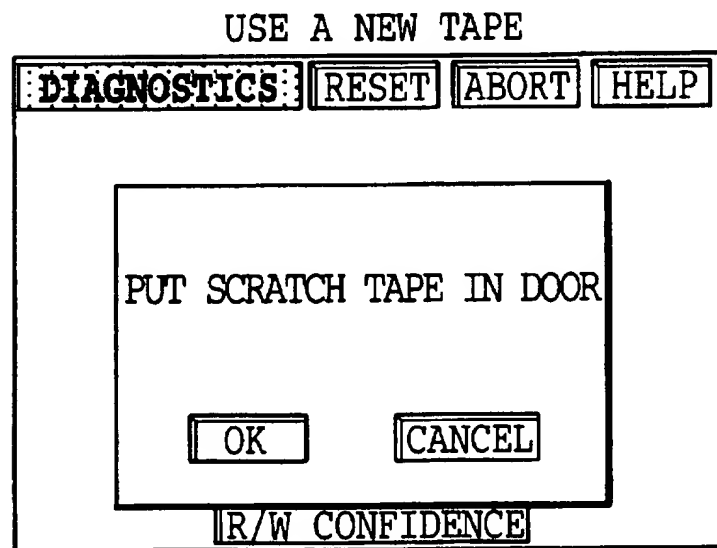 USE A NEW TAPE
DIAGNOSTICS RESET ABORT HELP
PUT SCRATCH TAPE IN DOOR
OK CANCEL
R/W CONFIDENCE